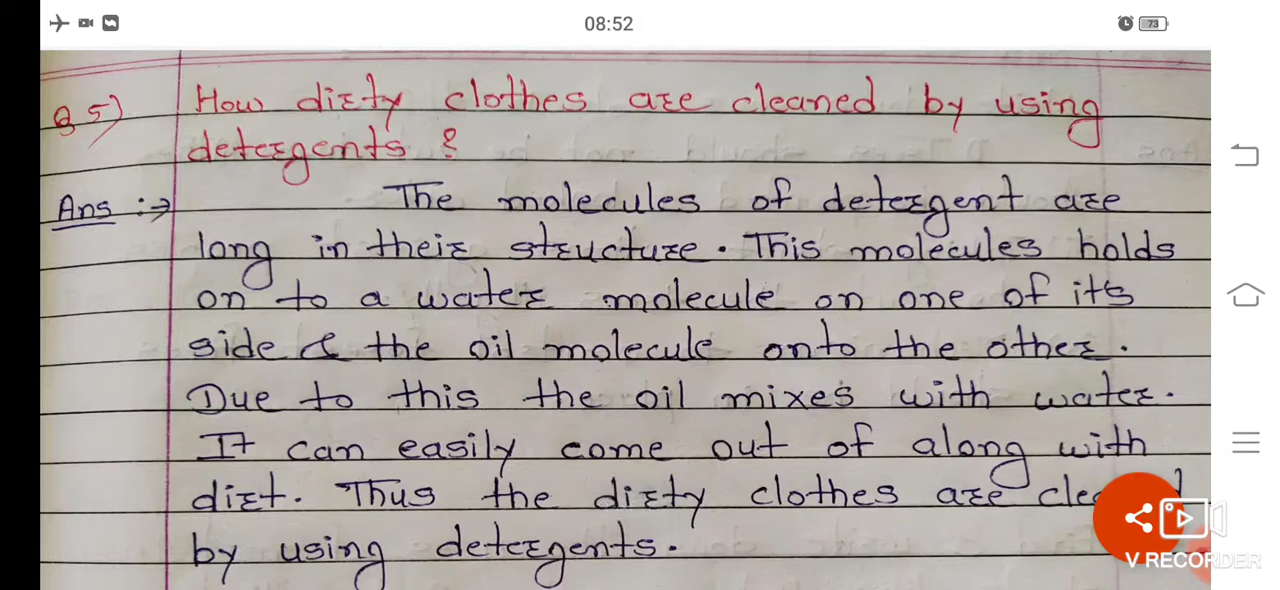 08:52
73
Q 5) How dirty clothes are cleaned by using
detergents ?
Ans :→ The molecules of detergent are
long in their structure. This molecules holds
on to a water molecule on one of its
side & the oil molecule onto the other.
Due to this the oil mixes with water.
It can easily come out of along with
dirt. Thus the dirty clothes are
by using detergents.
V RECORDER